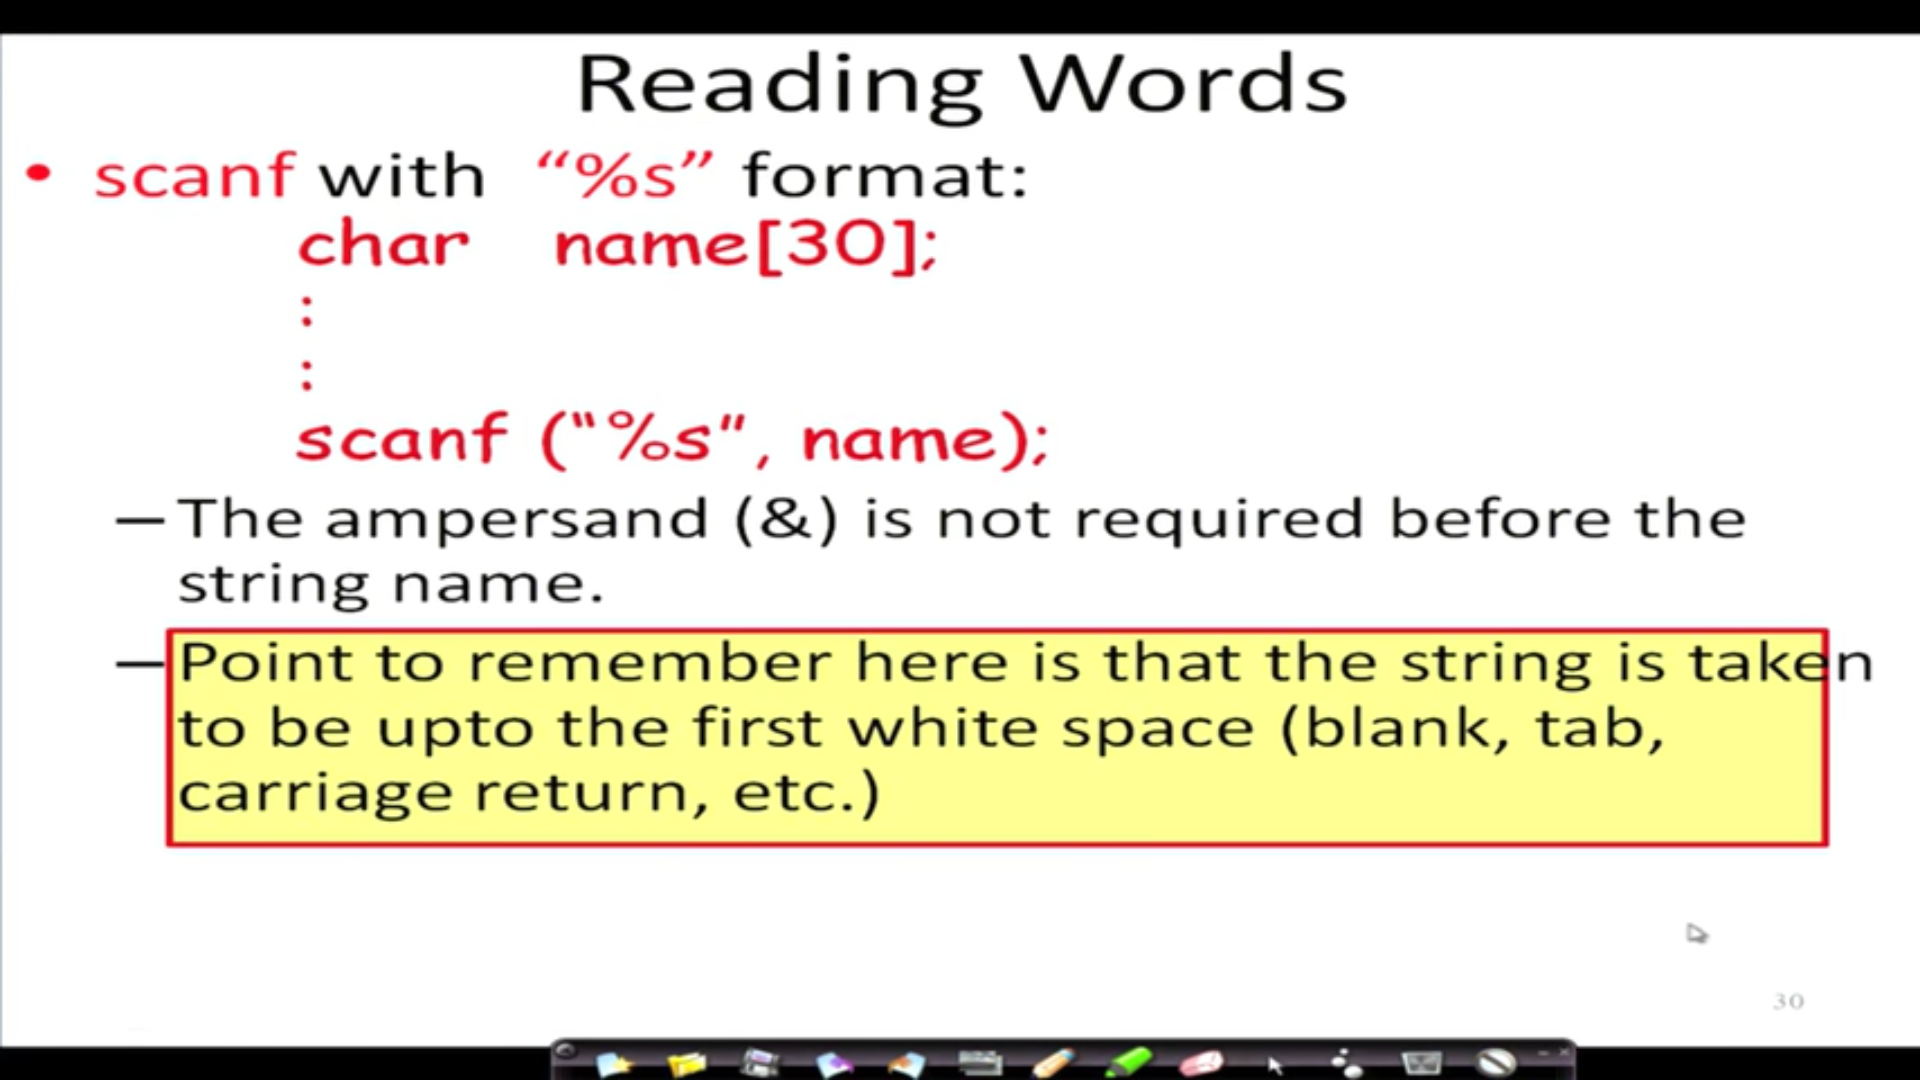 Reading Words
• scanf with “%s” format:
char name[30];
:
:
scanf ("%s", name);
– The ampersand (&) is not required before the
string name.
– Point to remember here is that the string is taken
to be upto the first white space (blank, tab,
carriage return, etc.)
30